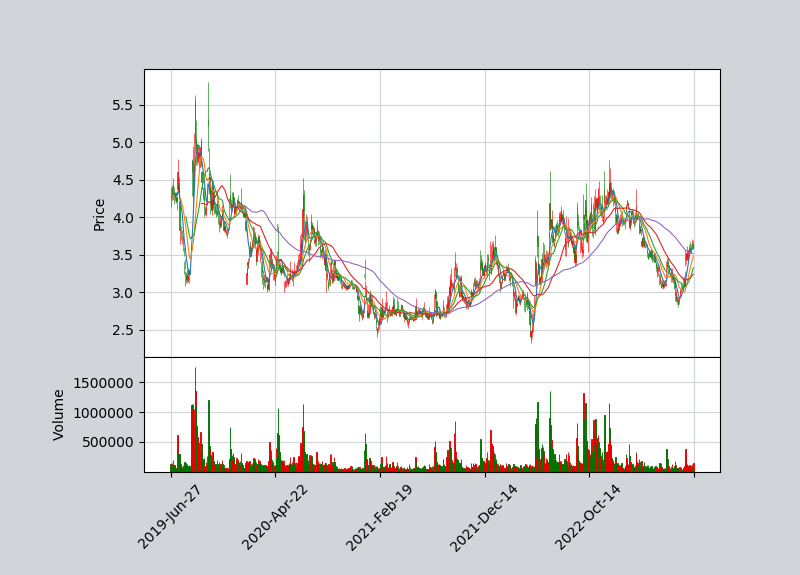 Price
5.5
5.0
4.5
4.0
3.5
3.0
2.5
Volume
1500000
1000000
500000
2019-Jun-27
2020-Apr-22
2021-Feb-19
2021-Dec-14
2022-Oct-14